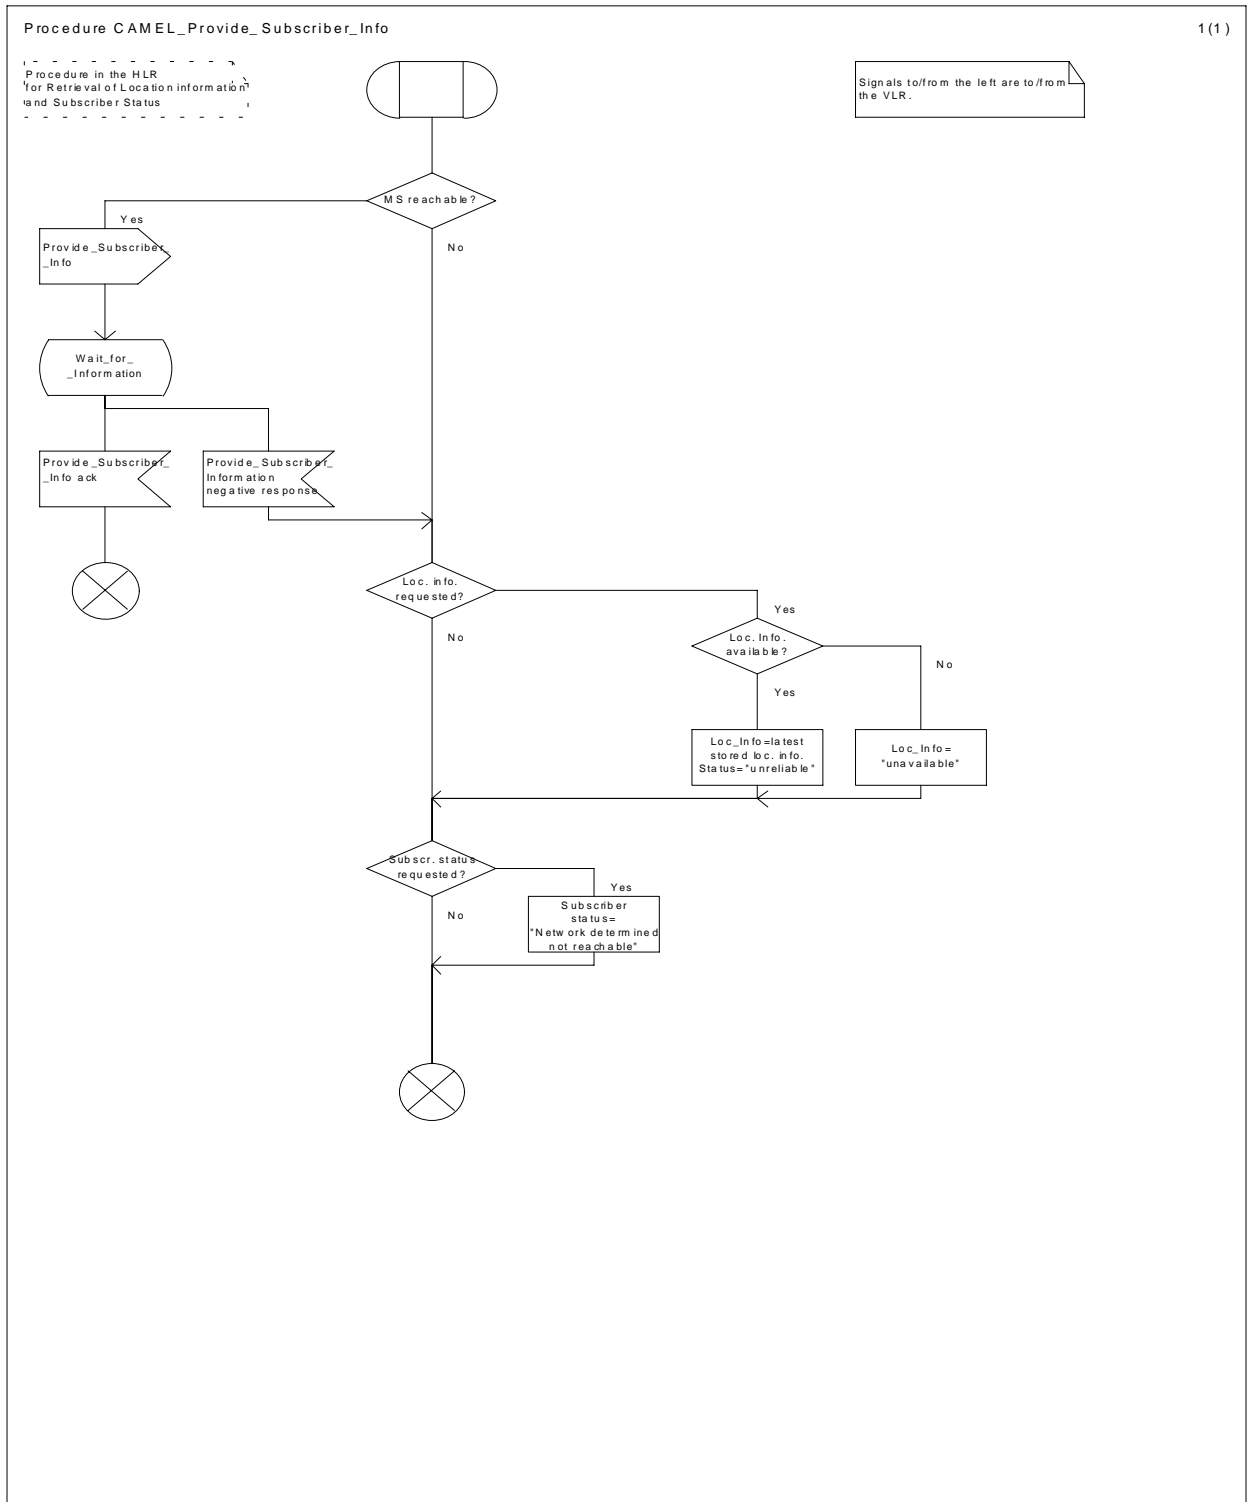 Procedure CAMEL_Provide_Subscriber_Info
1(1)
Procedure in the HLR
for Retrieval of Location information
and Subscriber Status
Signals to/from the left are to/from
the VLR.
MS reachable?
Yes
No
Provide_Subscriber_
_Info
Wait_for_
_Information
Provide_Subscriber_
_Info ack
Provide_Subscriber_
Information
negative response
Loc. info.
requested?
Yes
No
Loc. Info.
available?
No
Yes
Loc_Info=latest
stored loc. info.
Status="unreliable"
Loc_Info=
"unavailable"
Subscr. status
requested?
Yes
No
Subscriber
status=
"Network determined
not reachable"